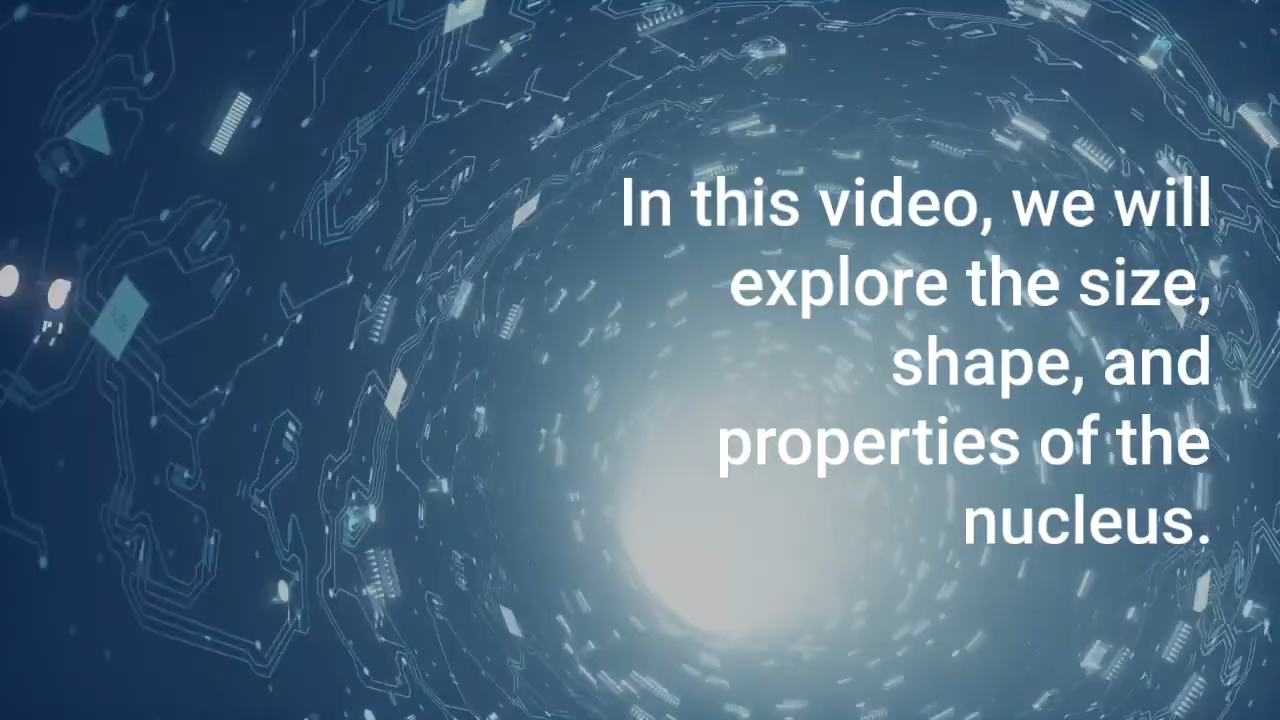 In this video, we will
explore the size,
shape, and
properties of the
nucleus.